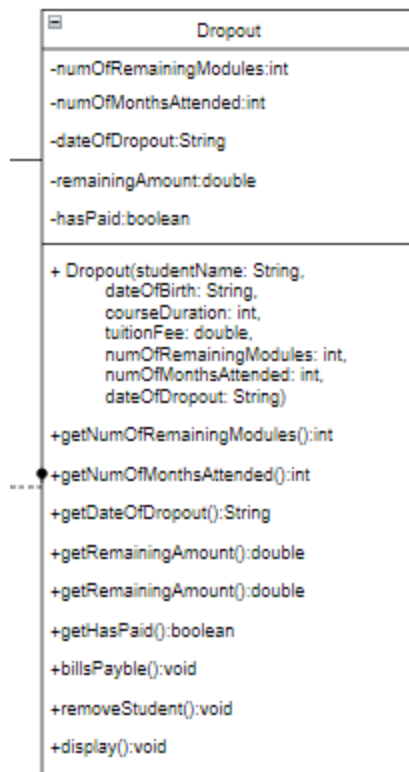 Dropout
-numOfRemainingModules:int
-numOfMonthsAttended:int
-dateOfDropout:String
-remainingAmount:double
-hasPaid:boolean
+ Dropout(studentName: String,
dateOfBirth: String,
courseDuration: int,
tuitionFee: double,
numOfRemainingModules: int,
numOfMonthsAttended: int,
dateOfDropout: String)
+getNumOfRemainingModules():int
+getNumOfMonthsAttended():int
+getDateOfDropout():String
+getRemainingAmount():double
+getRemainingAmount():double
+getHasPaid():boolean
+billsPayble():void
+removeStudent():void
+display():void